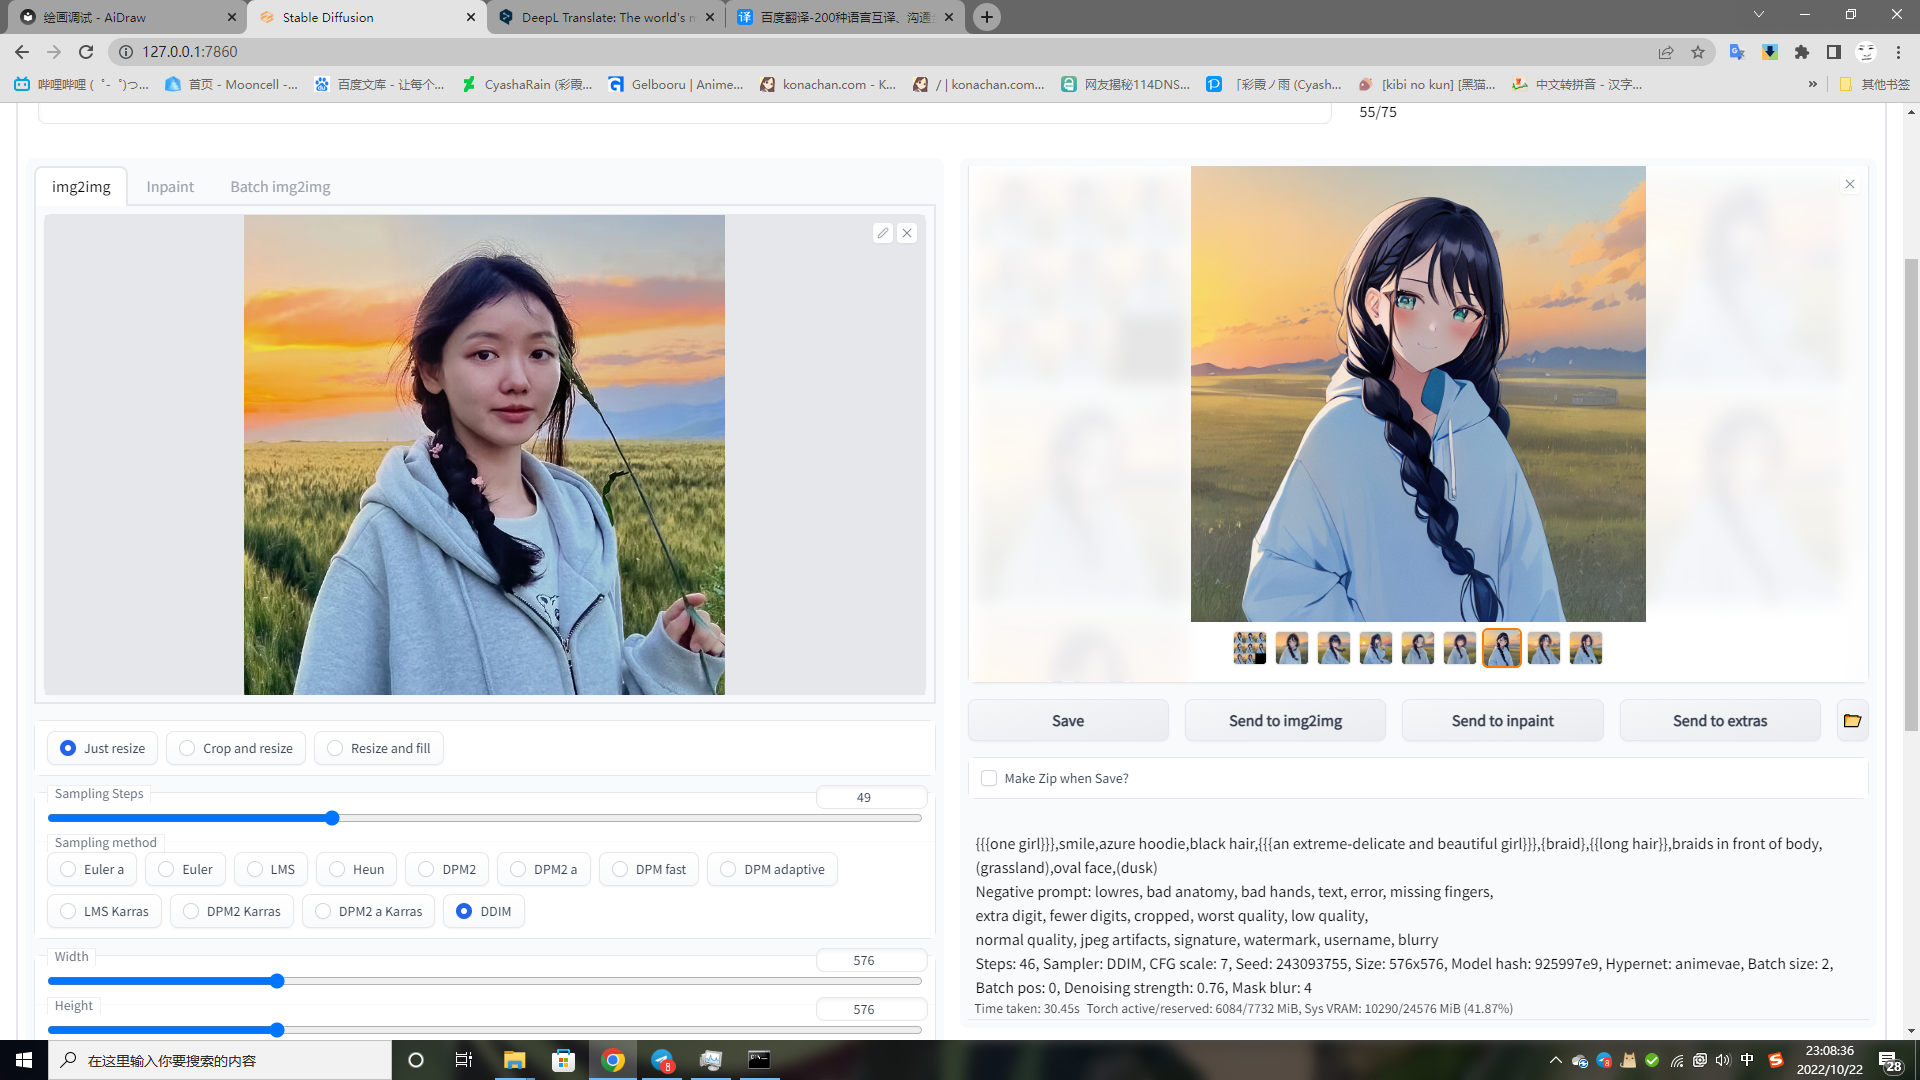 绘画调试 - AiDraw
Stable Diffusion
DeepL Translate: The world's
百度翻译-200种语言互译、沟通
127.0.0.1:7860
哔哩哔哩 (゜-゜)つ...
首页 - Mooncell -...
百度文库 - 让每个...
CyashaRain (彩霞...
Gelbooru | Anime...
konachan.com - K...
/ | konachan.com...
网友揭秘114DNS...
「彩霞ノ雨 (Cyash...
[kibi no kun] [黑猫...
中文转拼音 - 汉字...
»
其他书签
55/75
img2img
Inpaint
Batch img2img
Save
Send to img2img
Send to inpaint
Send to extras
Just resize
Crop and resize
Resize and fill
Make Zip when Save?
Sampling Steps
49
Sampling method
Euler a
Euler
LMS
Heun
DPM2
DPM2 a
DPM fast
DPM adaptive
LMS Karras
DPM2 Karras
DPM2 a Karras
DDIM
Width
576
Height
576
{{{one girl}}},smile,azure hoodie,black hair,{{{an extreme-delicate and beautiful girl}}},{braid},{{long hair}},braids in front of body,
(grassland),oval face,(dusk)
Negative prompt: lowres, bad anatomy, bad hands, text, error, missing fingers,
extra digit, fewer digits, cropped, worst quality, low quality,
normal quality, jpeg artifacts, signature, watermark, username, blurry
Steps: 46, Sampler: DDIM, CFG scale: 7, Seed: 243093755, Size: 576x576, Model hash: 925997e9, Hypernet: animevae, Batch size: 2,
Batch pos: 0, Denoising strength: 0.76, Mask blur: 4
Time taken: 30.45s Torch active/reserved: 6084/7732 MiB, Sys VRAM: 10290/24576 MiB (41.87%)
在这里输入你要搜索的内容
8
8
中
23:08:36
2022/10/22
28